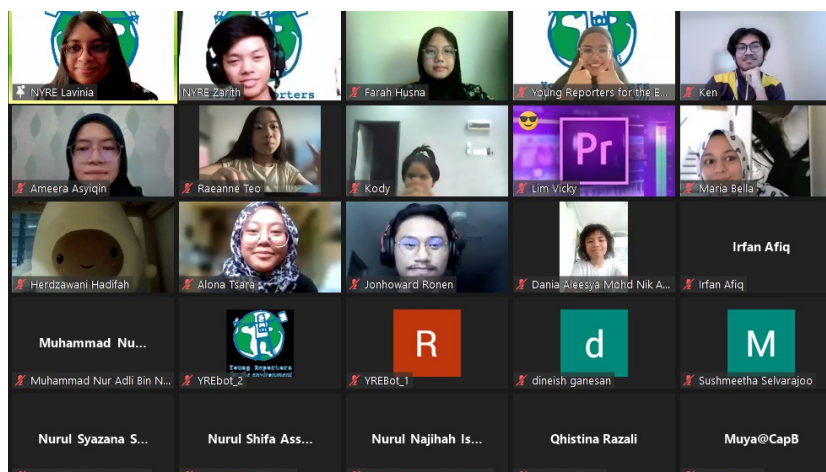 NYRE Lavinia
NYRE Zarith
rters
Farah Husna
Young Reporters for the E...
Ken
Ameera Asyiqin
Raeanne Teo
Kody
Pr
Lim Vicky
Maria Bella
Herdzawani Hadifah
Alona Tsara
Jonhoward Ronen
Dania Aleesya Mohd Nik A...
Irfan Afiq
Irfan Afiq
Muhammad Nu...
Muhammad Nur Adli Bin N...
Young Reporters
for the environment
YREbot_2
R
YREBot_1
d
dineish ganesan
M
Sushmeetha Selvarajoo
Nurul Syazana S...
Nurul Shifa Ass...
Nurul Najihah Is...
Qhistina Razali
Muya@CapB